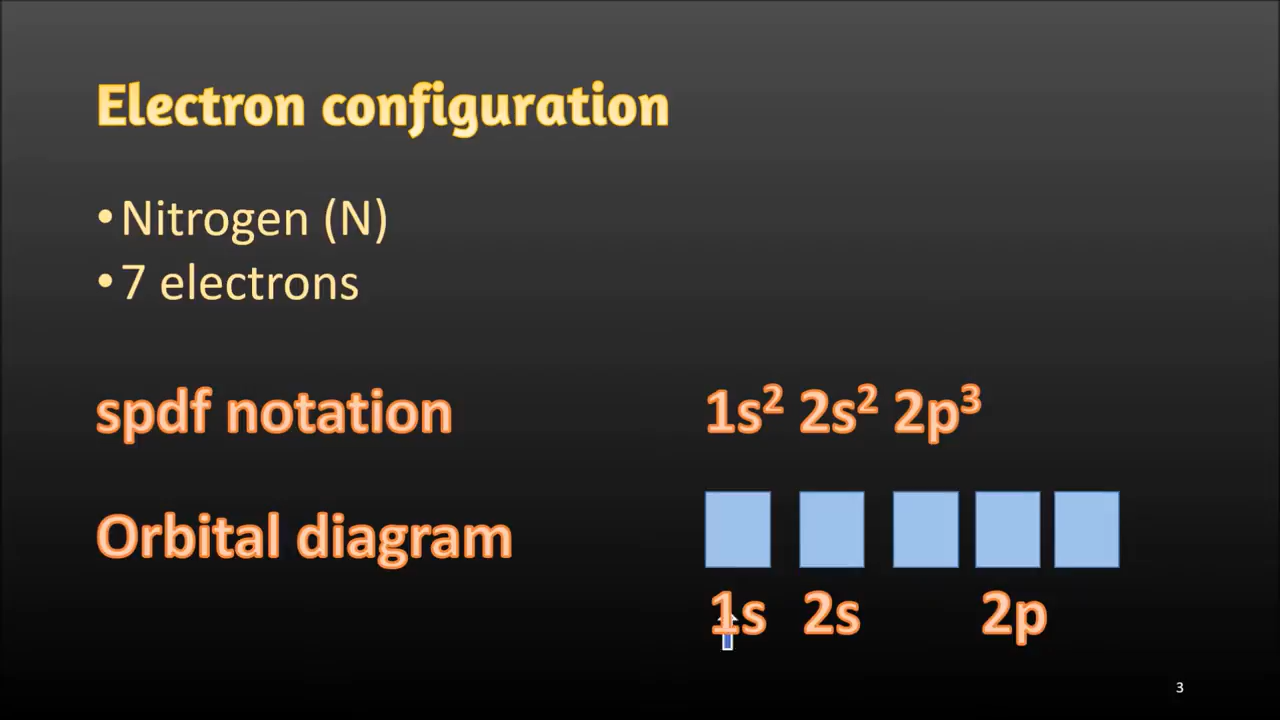 Electron configuration
•Nitrogen (N)
•7 electrons
spdf notation 1s² 2s² 2p³
Orbital diagram
1s 2s 2p
3